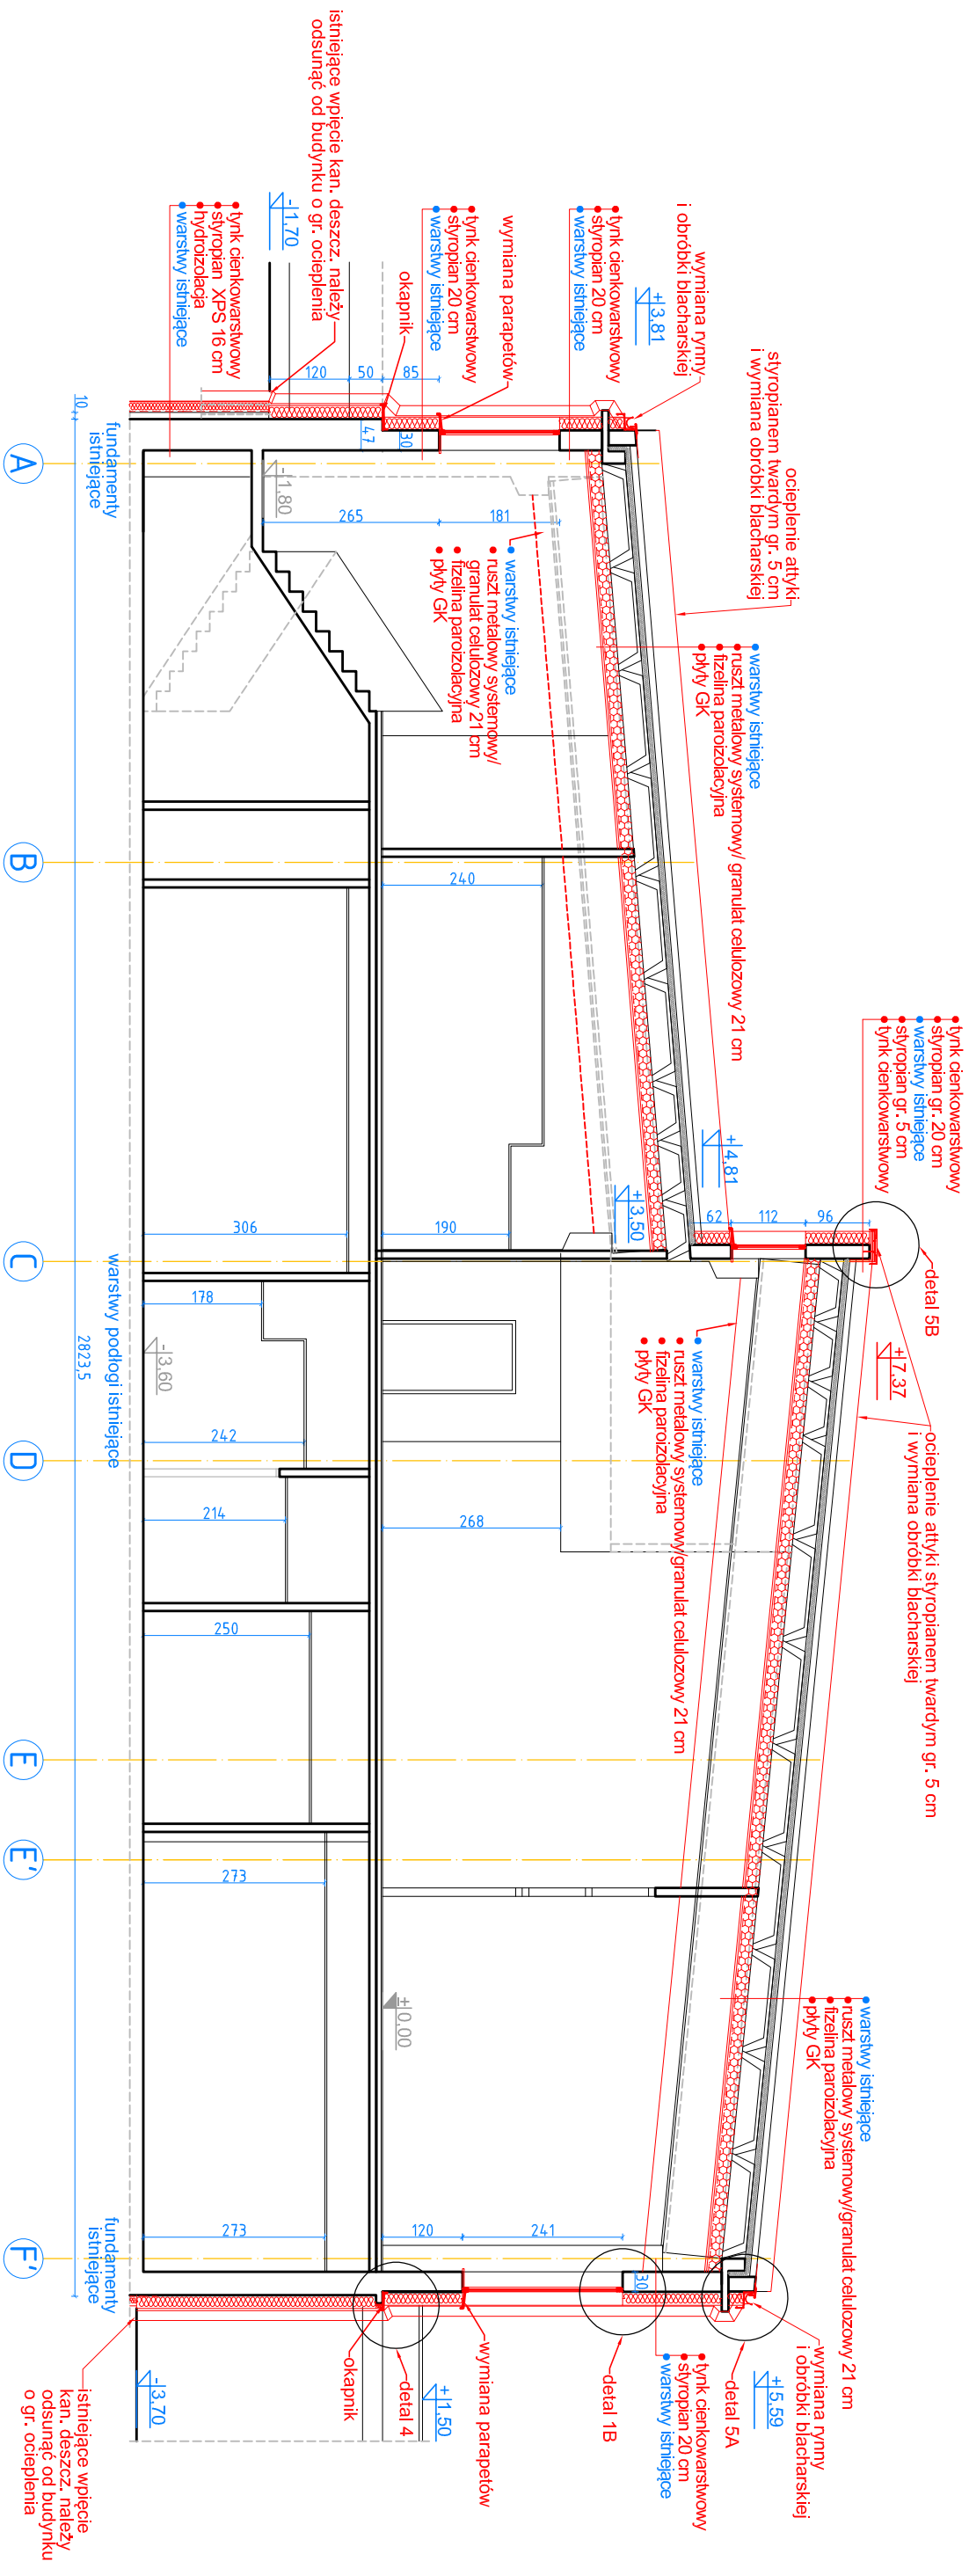 istniejące wpięcie kan. deszcz. należy
odsunąć od budynku o gr. ocieplenia
tynk cienkowarstwowy
styropian XPS 16 cm
hydroizolacja
warstwy istniejące
-1,70
tynk cienkowarstwowy
styropian 20 cm
warstwy istniejące
okapnik
wymiana parapetów
tynk cienkowarstwowy
styropian 20 cm
warstwy istniejące
+3,81
wymiana rynny
i obróbki blacharskiej
ocieplenie attyki
styropianem twardym gr. 5 cm
i wymiana obróbki blacharskiej
warstwy istniejące
ruszt metalowy systemowy/ granulat celulozowy 21 cm
fizelina paroizolacyjna
płyty GK
warstwy istniejące
ruszt metalowy systemowy/
granulat celulozowy 21 cm
fizelina paroizolacyjna
płyty GK
tynk cienkowarstwowy
styropian gr. 20 cm
warstwy istniejące
styropian gr. 5 cm
tynk cienkowarstwowy
detal 5B
+7,37
+4,81
+3,50
ocieplenie attyki styropianem twardym gr. 5 cm
i wymiana obróbki blacharskiej
warstwy istniejące
ruszt metalowy systemowy/granulat celulozowy 21 cm
fizelina paroizolacyjna
płyty GK
warstwy istniejące
ruszt metalowy systemowy/granulat celulozowy 21 cm
fizelina paroizolacyjna
płyty GK
wymiana rynny
i obróbki blacharskiej
+5,59
detal 5A
tynk cienkowarstwowy
styropian 20 cm
warstwy istniejące
detal 1B
wymiana parapetów
+1,50
detal 4
okapnik
-3,70
istniejące wpięcie
kan. deszcz. należy
odsunąć od budynku
o gr. ocieplenia
120
50
85
47
30
-1,80
265
181
240
190
306
62
112
96
178
-3,60
242
214
268
250
273
±0,00
273
120
241
30
10
fundamenty
istniejące
warstwy podłogi istniejące
2823,5
fundamenty
istniejące
A
B
C
D
E
E'
F'